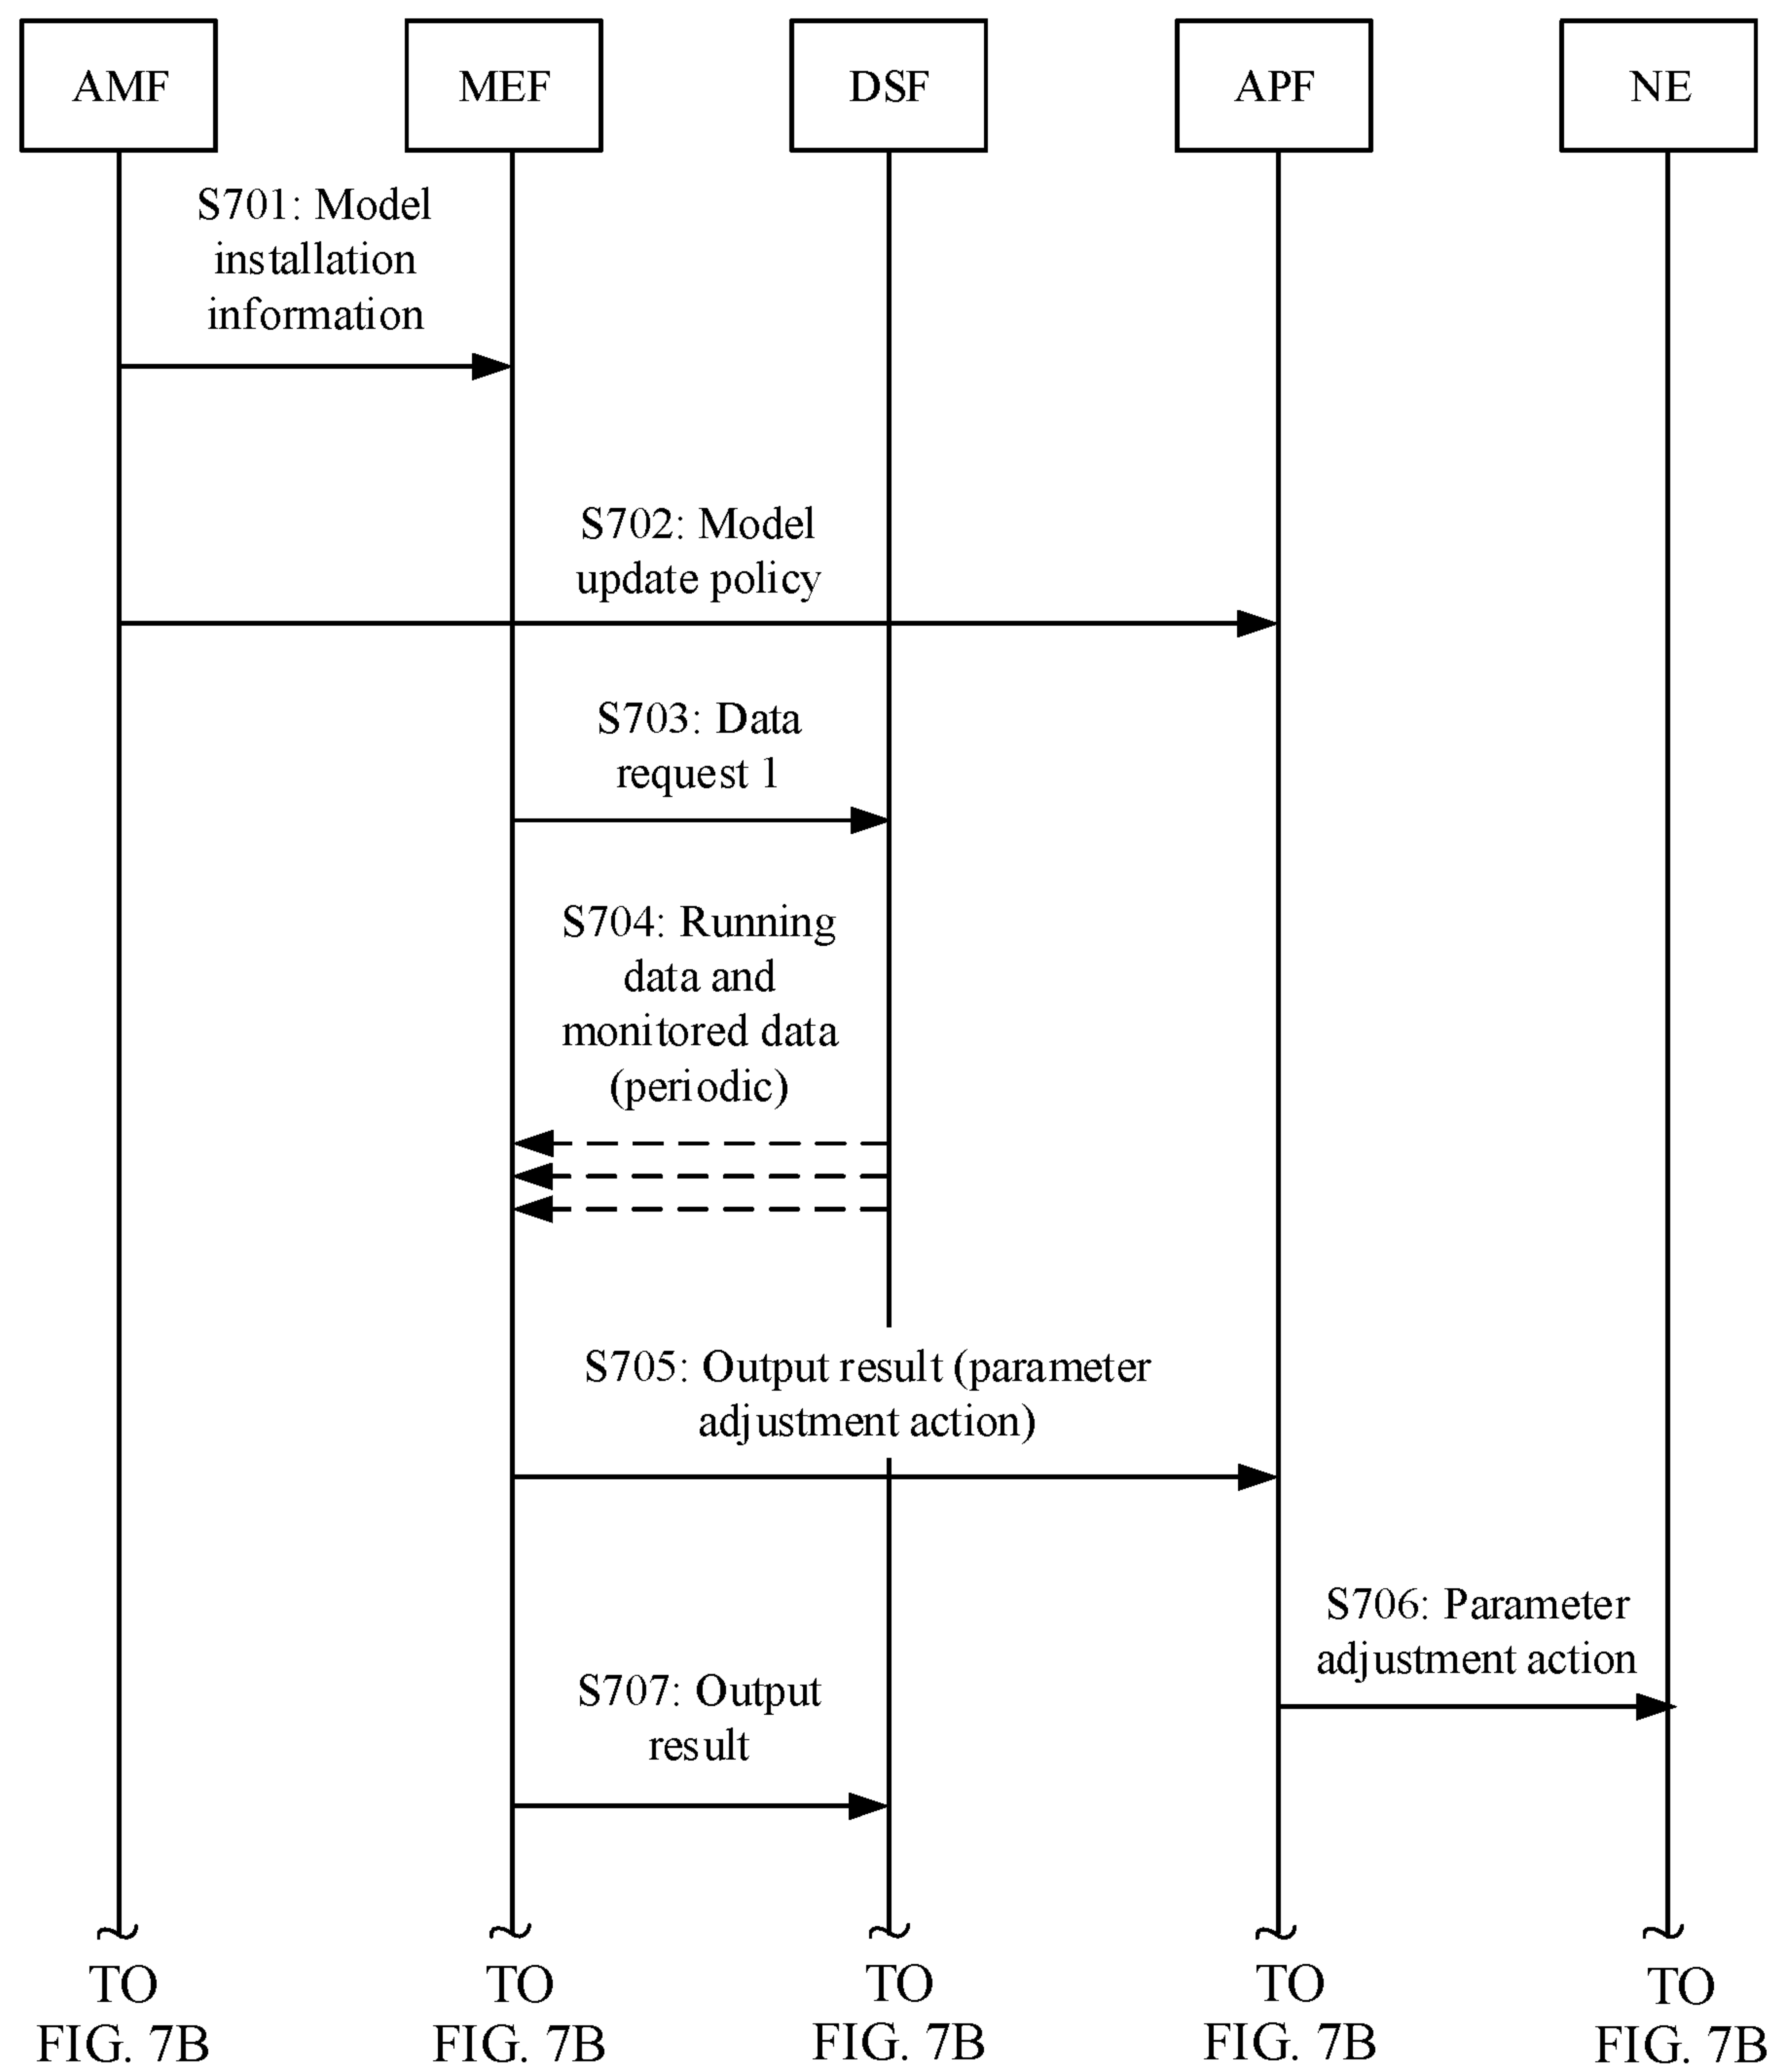 AMF
MEF
DSF
APF
NE
S701: Model
installation
information
S702: Model
update policy
S703: Data
request 1
S704: Running
data and
monitored data
(periodic)
S705: Output result (parameter
adjustment action)
S706: Parameter
adjustment action
S707: Output
result
TO
FIG. 7B
TO
FIG. 7B
TO
FIG. 7B
TO
FIG. 7B
TO
FIG. 7B